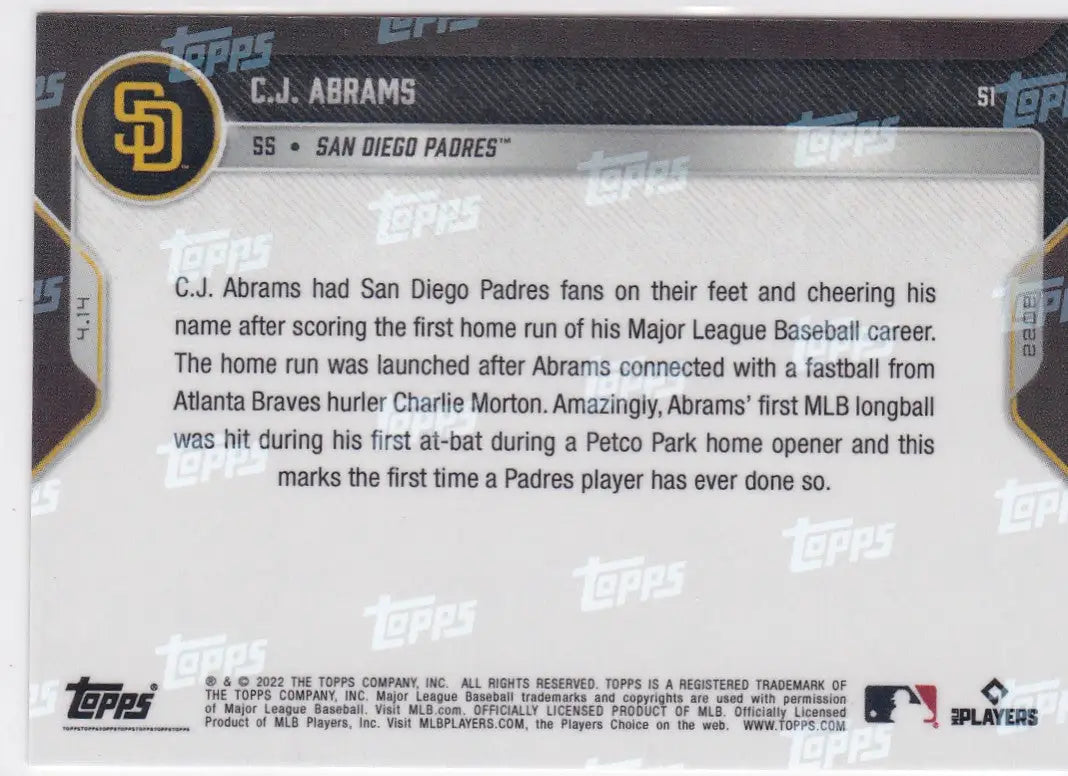 C.J. ABRAMS
51
SS • SAN DIEGO PADRES™
4.14
2022
C.J. Abrams had San Diego Padres fans on their feet and cheering his
name after scoring the first home run of his Major League Baseball career.
The home run was launched after Abrams connected with a fastball from
Atlanta Braves hurler Charlie Morton. Amazingly, Abrams' first MLB longball
was hit during his first at-bat during a Petco Park home opener and this
marks the first time a Padres player has ever done so.
TOPPS®
® & © 2022 THE TOPPS COMPANY, INC. ALL RIGHTS RESERVED. TOPPS IS A REGISTERED TRADEMARK OF
THE TOPPS COMPANY, INC. Major League Baseball trademarks and copyrights are used with permission
of Major League Baseball. Visit MLB.com. OFFICIALLY LICENSED PRODUCT OF MLB. Officially Licensed
Product of MLB Players, Inc. Visit MLBPLAYERS.COM, the Players Choice on the web. WWW.TOPPS.COM
MLB PLAYERS